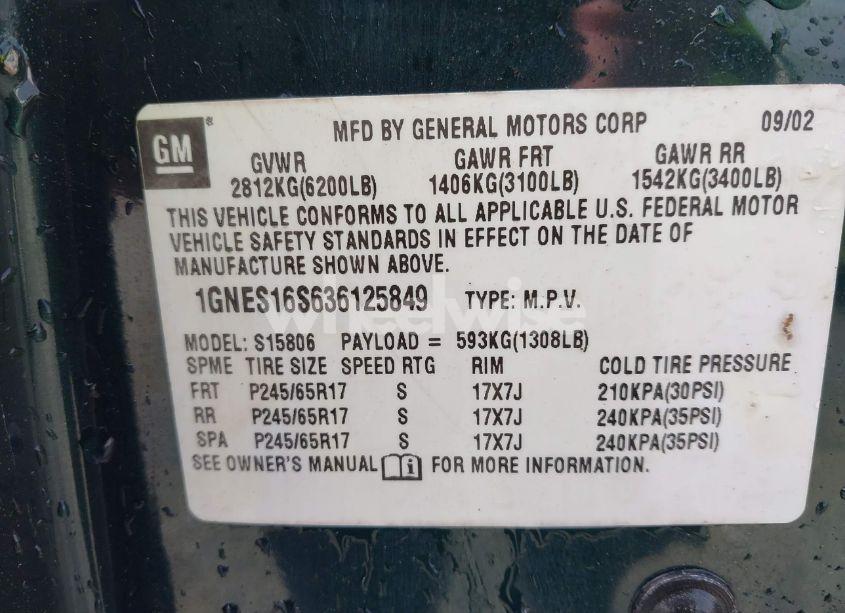 GM
MFD BY GENERAL MOTORS CORP 09/02
GVWR GAWR FRT GAWR RR
2812KG(6200LB) 1406KG(3100LB) 1542KG(3400LB)
THIS VEHICLE CONFORMS TO ALL APPLICABLE U.S. FEDERAL MOTOR
VEHICLE SAFETY STANDARDS IN EFFECT ON THE DATE OF
MANUFACTURE SHOWN ABOVE.
1GNES16S636125849 TYPE: M.P.V.
wheelwise
MODEL: S15806 PAYLOAD = 593KG(1308LB)
SPME TIRE SIZE SPEED RTG RIM COLD TIRE PRESSURE
FRT P245/65R17 S 17X7J 210KPA(30PSI)
RR P245/65R17 S 17X7J 240KPA(35PSI)
SPA P245/65R17 S 17X7J 240KPA(35PSI)
SEE OWNER'S MANUAL FOR MORE INFORMATION.